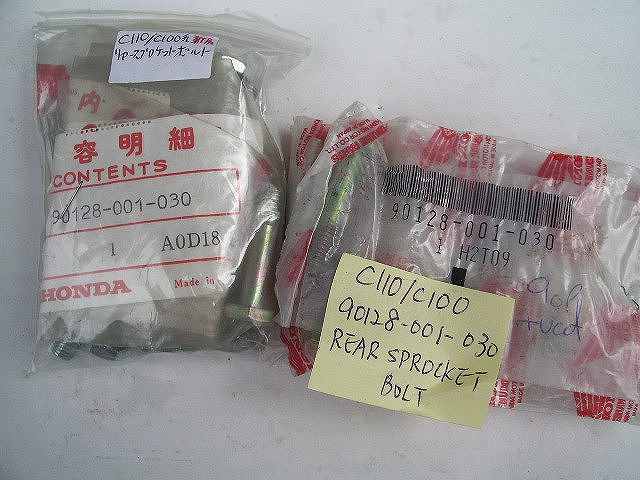 C110/C100系 新品
リヤースプロケットボルト
内
容明細
CONTENTS
90128-001-030
1 A0D18
HONDA Made in
90128-001-030
1 H2T09
C110/C100
90128-001-030
REAR SPROCKET
BOLT